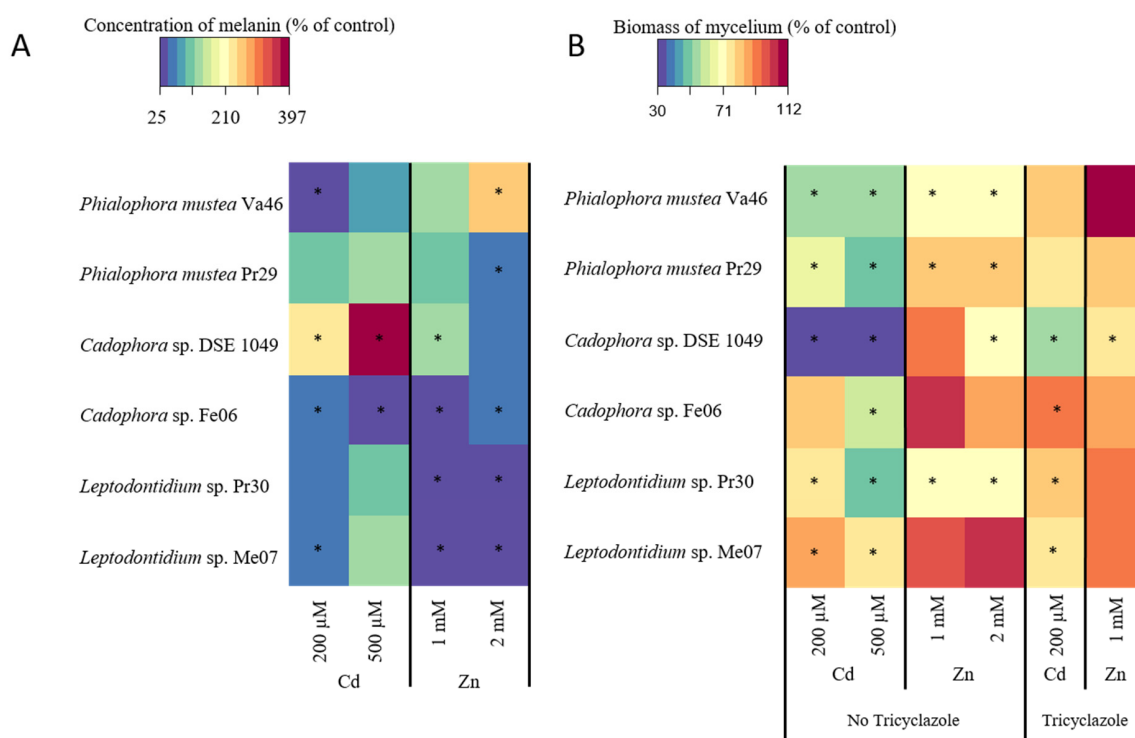 A
Concentration of melanin (% of control)
25 210 397
Phialophora mustea Va46 * *
Phialophora mustea Pr29 *
Cadophora sp. DSE 1049 * * *
Cadophora sp. Fe06 * * * *
Leptodontidium sp. Pr30 * *
Leptodontidium sp. Me07 * * *
200 µM 500 µM 1 mM 2 mM
Cd Zn
B
Biomass of mycelium (% of control)
30 71 112
Phialophora mustea Va46 * * * *
Phialophora mustea Pr29 * * * *
Cadophora sp. DSE 1049 * * * * *
Cadophora sp. Fe06 * *
Leptodontidium sp. Pr30 * * * * *
Leptodontidium sp. Me07 * * *
200 µM 500 µM 1 mM 2 mM 200 µM 1 mM
Cd Zn Cd Zn
No Tricyclazole Tricyclazole